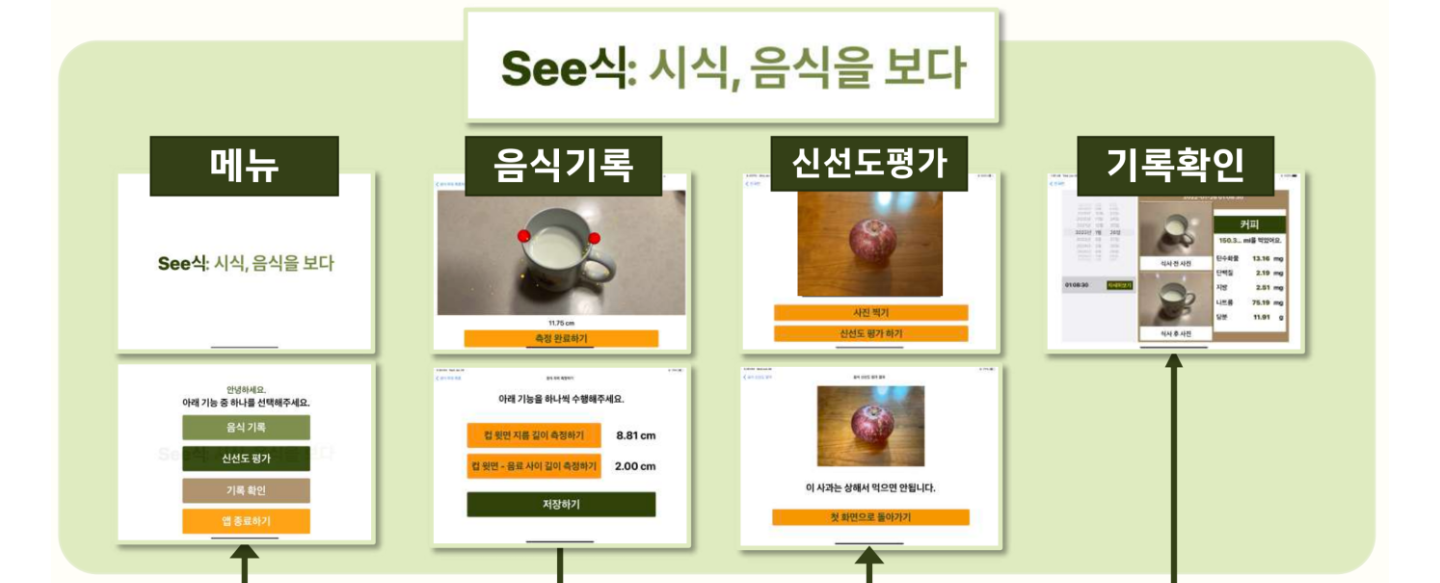 See식: 시식, 음식을 보다
메뉴
음식기록
신선도평가
기록확인
See식: 시식, 음식을 보다
안녕하세요.
아래 기능 중 하나를 선택해주세요.
음식 기록
신선도 평가
기록 확인
앱 종료하기
11.75 cm
측정 완료하기
아래 기능을 하나씩 수행해주세요.
컵 윗면 지름 길이 측정하기 8.81 cm
컵 윗면 - 음료 사이 길이 측정하기 2.00 cm
저장하기
사진 찍기
신선도 평가 하기
이 사과는 상해서 먹으면 안됩니다.
첫 화면으로 돌아가기
커피
150.3... ml를 먹었어요.
탄수화물 13.16 mg
단백질 2.19 mg
지방 2.51 mg
나트륨 75.19 mg
당분 11.91 g
식사 전 사진
01:08:30 자세히보기
식사 후 사진